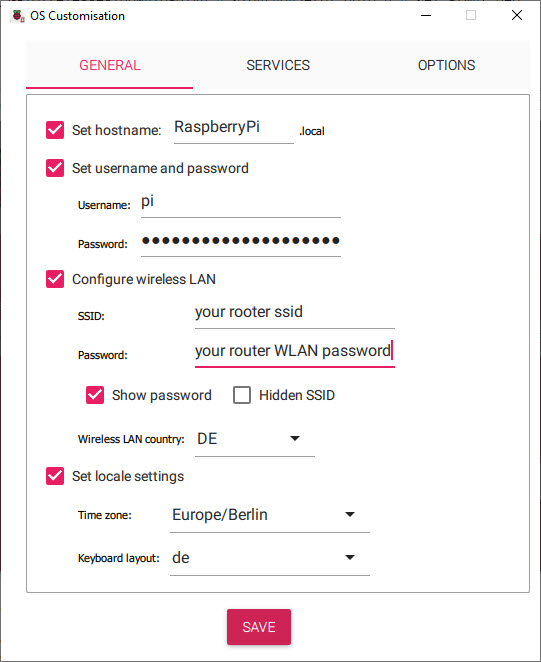 OS Customisation
GENERAL SERVICES OPTIONS
Set hostname: RaspberryPi .local
Set username and password
Username: pi
Password: ●●●●●●●●●●●●●●●●●●●●
Configure wireless LAN
SSID: your rooter ssid
Password: your router WLAN password
Show password Hidden SSID
Wireless LAN country: DE
Set locale settings
Time zone: Europe/Berlin
Keyboard layout: de
SAVE